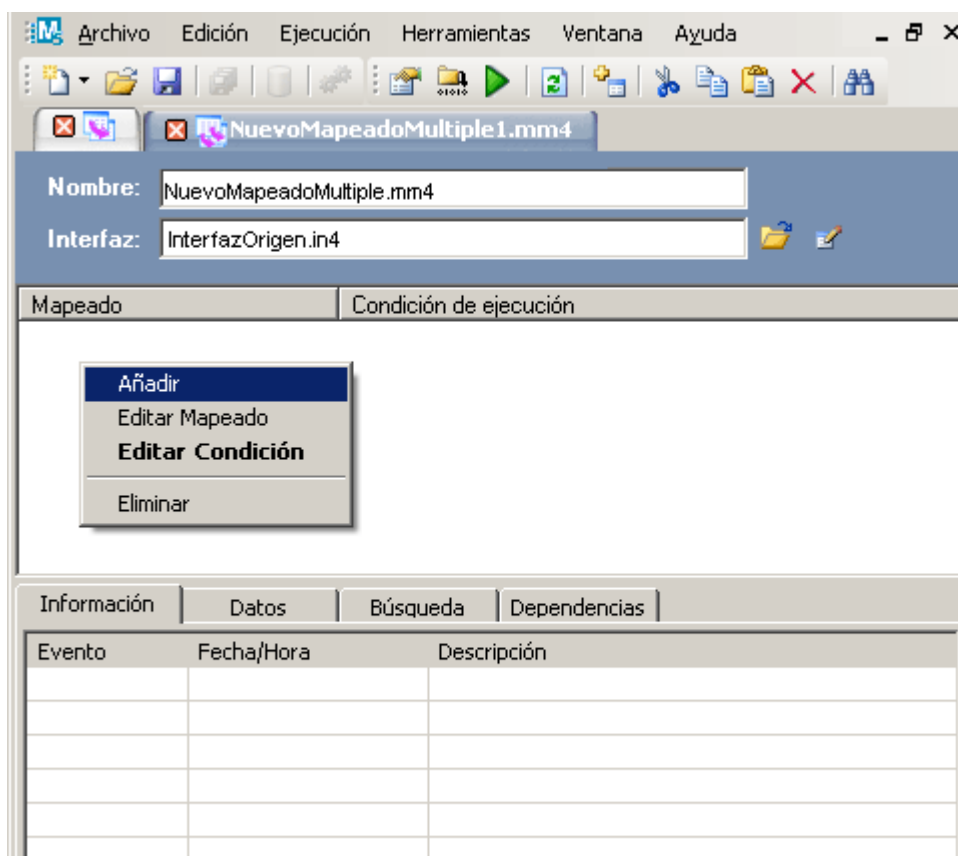 Archivo Edición Ejecución Herramientas Ventana Ayuda
NuevoMapeadoMultiple1.mm4
Nombre: NuevoMapeadoMultiple.mm4
Interfaz: InterfazOrigen.in4
Mapeado Condición de ejecución
Añadir
Editar Mapeado
Editar Condición
Eliminar
Información Datos Búsqueda Dependencias
Evento Fecha/Hora Descripción